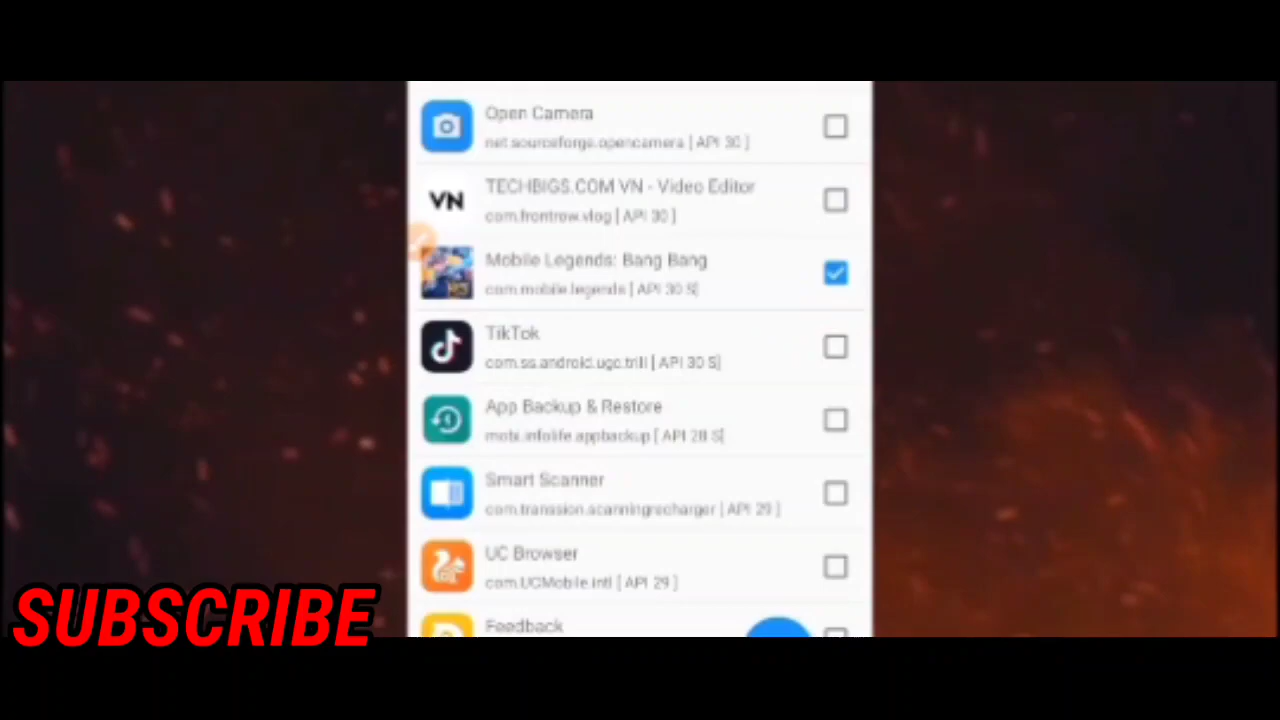 Open Camera
net.sourceforge.opencamera [ API 30 ]
VN
TECHBIGS.COM VN - Video Editor
com.frontrow.vlog [ API 30 ]
Mobile Legends: Bang Bang
com.mobile.legends [ API 30 S]
TikTok
com.ss.android.ugc.trill [ API 30 S]
App Backup & Restore
mobi.infolife.appbackup [ API 28 S]
Smart Scanner
com.transsion.scanningrecharger [ API 29 ]
UC Browser
com.UCMobile.intl [ API 29 ]
Feedback
SUBSCRIBE